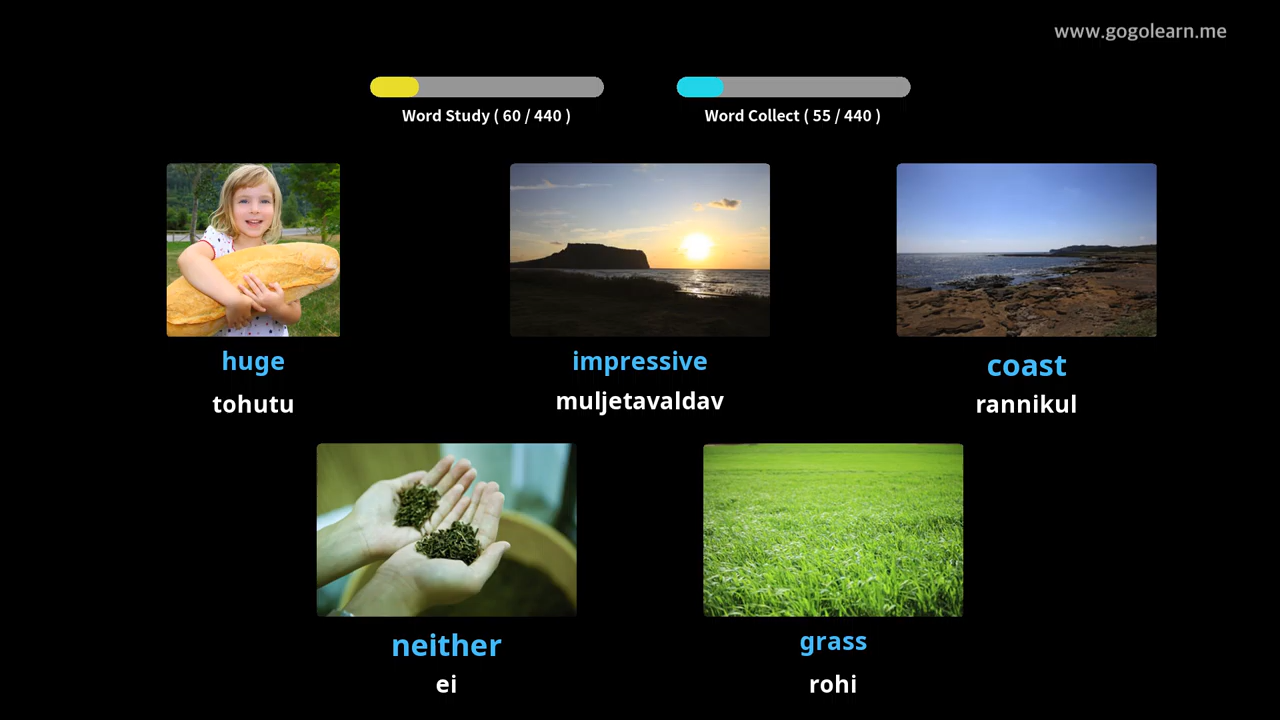 www.gogolearn.me
Word Study ( 60 / 440 )
Word Collect ( 55 / 440 )
huge
tohutu
impressive
muljetavaldav
coast
rannikul
neither
ei
grass
rohi